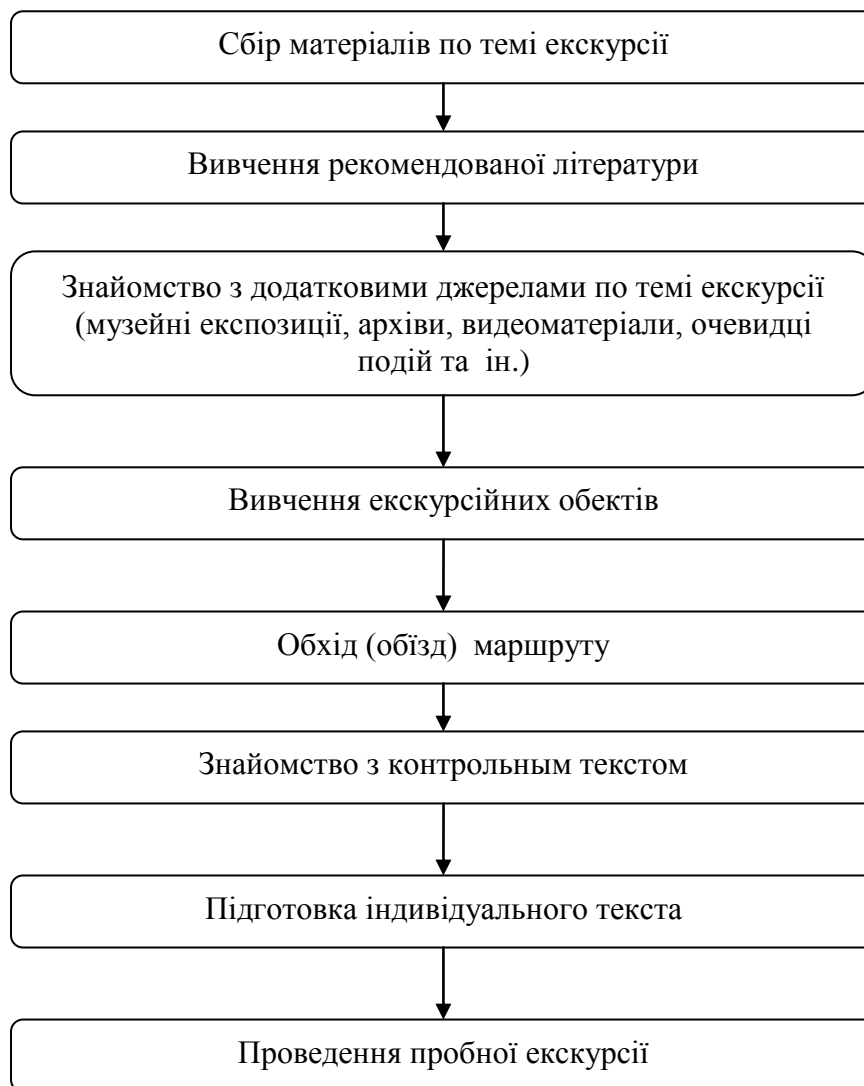 Сбір матеріалів по темі екскурсії
Вивчення рекомендованої літератури
Знайомство з додатковими джерелами по темі екскурсії
(музейні експозиції, архіви, видеоматеріали, очевидці
подій та ін.)
Вивчення екскурсійних обектів
Обхід (обїзд) маршруту
Знайомство з контрольным текстом
Підготовка індивідуального текста
Проведення пробної екскурсії